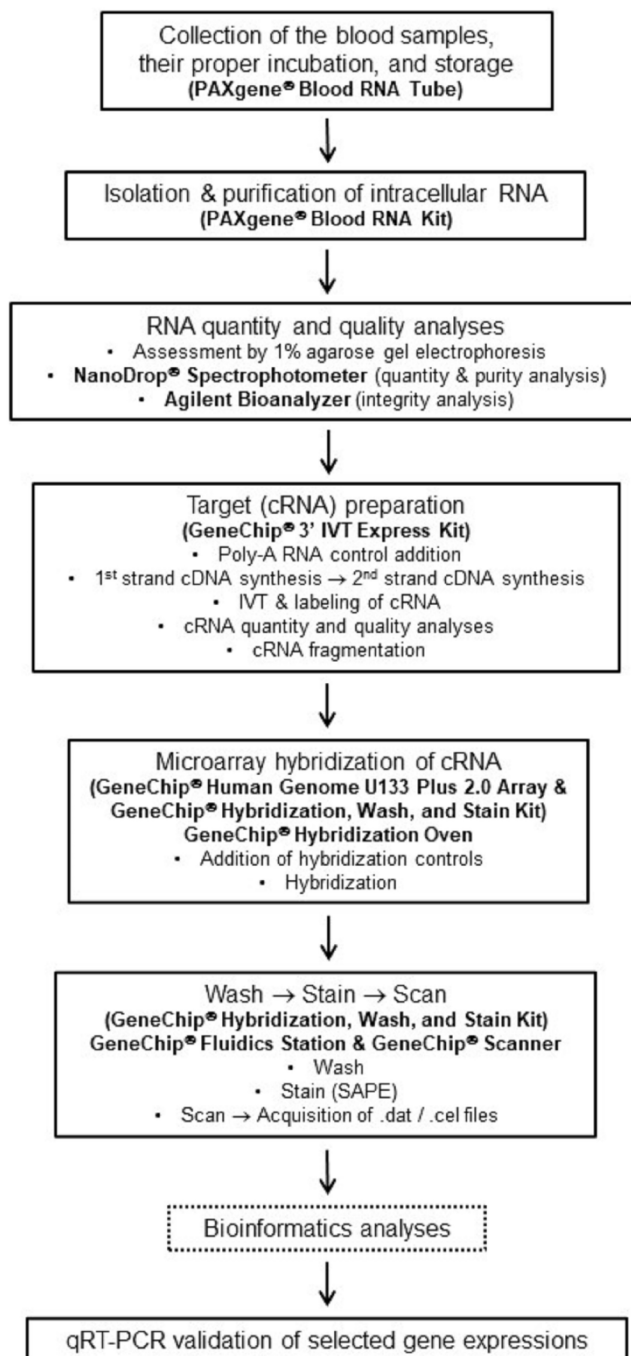 Collection of the blood samples,
their proper incubation, and storage
(PAXgene® Blood RNA Tube)
Isolation & purification of intracellular RNA
(PAXgene® Blood RNA Kit)
RNA quantity and quality analyses
• Assessment by 1% agarose gel electrophoresis
• NanoDrop® Spectrophotometer (quantity & purity analysis)
• Agilent Bioanalyzer (integrity analysis)
Target (cRNA) preparation
(GeneChip® 3’ IVT Express Kit)
• Poly-A RNA control addition
• 1st strand cDNA synthesis → 2nd strand cDNA synthesis
• IVT & labeling of cRNA
• cRNA quantity and quality analyses
• cRNA fragmentation
Microarray hybridization of cRNA
(GeneChip® Human Genome U133 Plus 2.0 Array &
GeneChip® Hybridization, Wash, and Stain Kit)
GeneChip® Hybridization Oven
• Addition of hybridization controls
• Hybridization
Wash → Stain → Scan
(GeneChip® Hybridization, Wash, and Stain Kit)
GeneChip® Fluidics Station & GeneChip® Scanner
• Wash
• Stain (SAPE)
• Scan → Acquisition of .dat / .cel files
Bioinformatics analyses
qRT-PCR validation of selected gene expressions